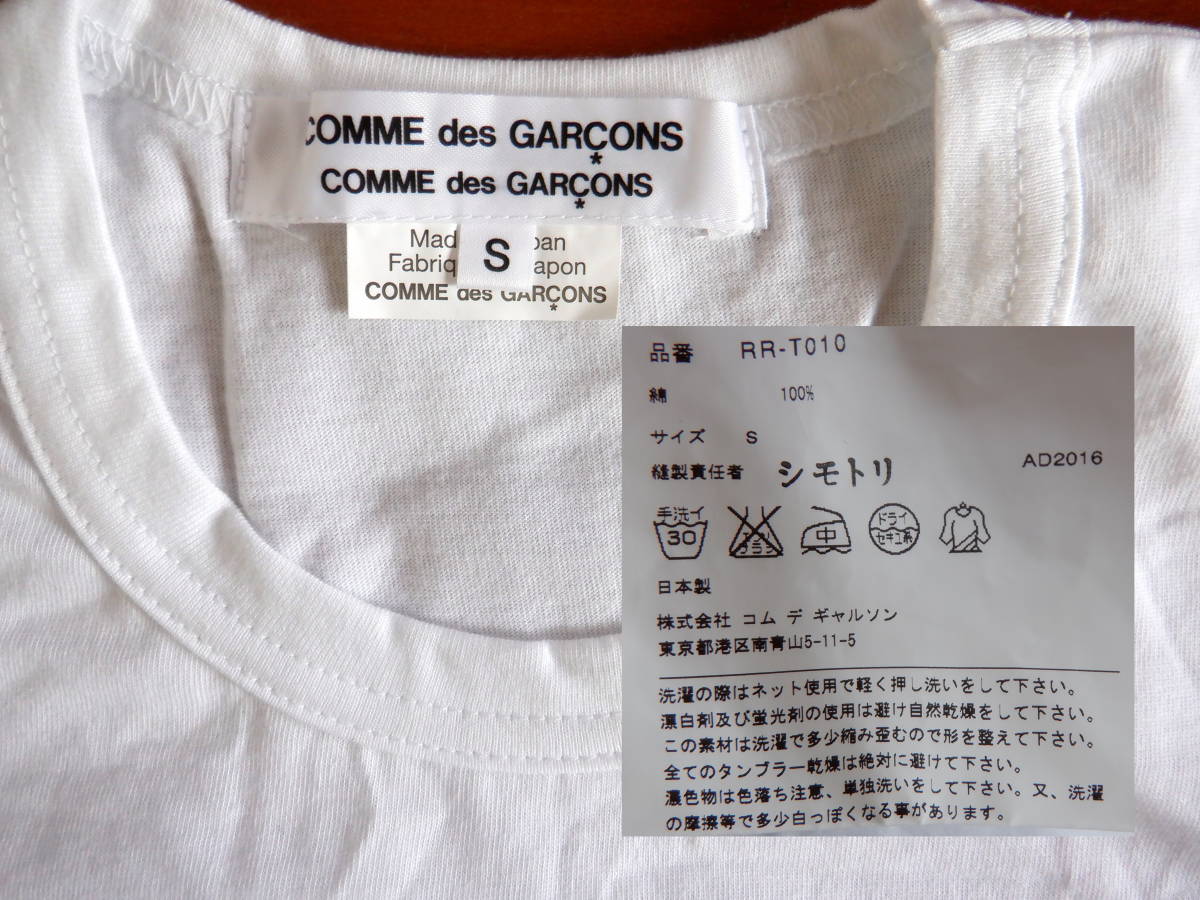 COMME des GARÇONS
COMME des GARÇONS
S
COMME des GARÇONS
品番 RR-T010
綿 100%
サイズ S
縫製責任者 シモトリ
AD2016
手洗イ 30 中 ドライ セキユ系
日本製
株式会社 コム デ ギャルソン
東京都港区南青山5-11-5
洗濯の際はネット使用で軽く押し洗いをして下さい。
漂白剤及び蛍光剤の使用は避け自然乾燥をして下さい。
この素材は洗濯で多少縮み歪むので形を整えて下さい。
全てのタンブラー乾燥は絶対に避けて下さい。
濃色物は色落ち注意、単独洗いをして下さい。又、洗濯
の摩擦等で多少白っぽくなる事があります。